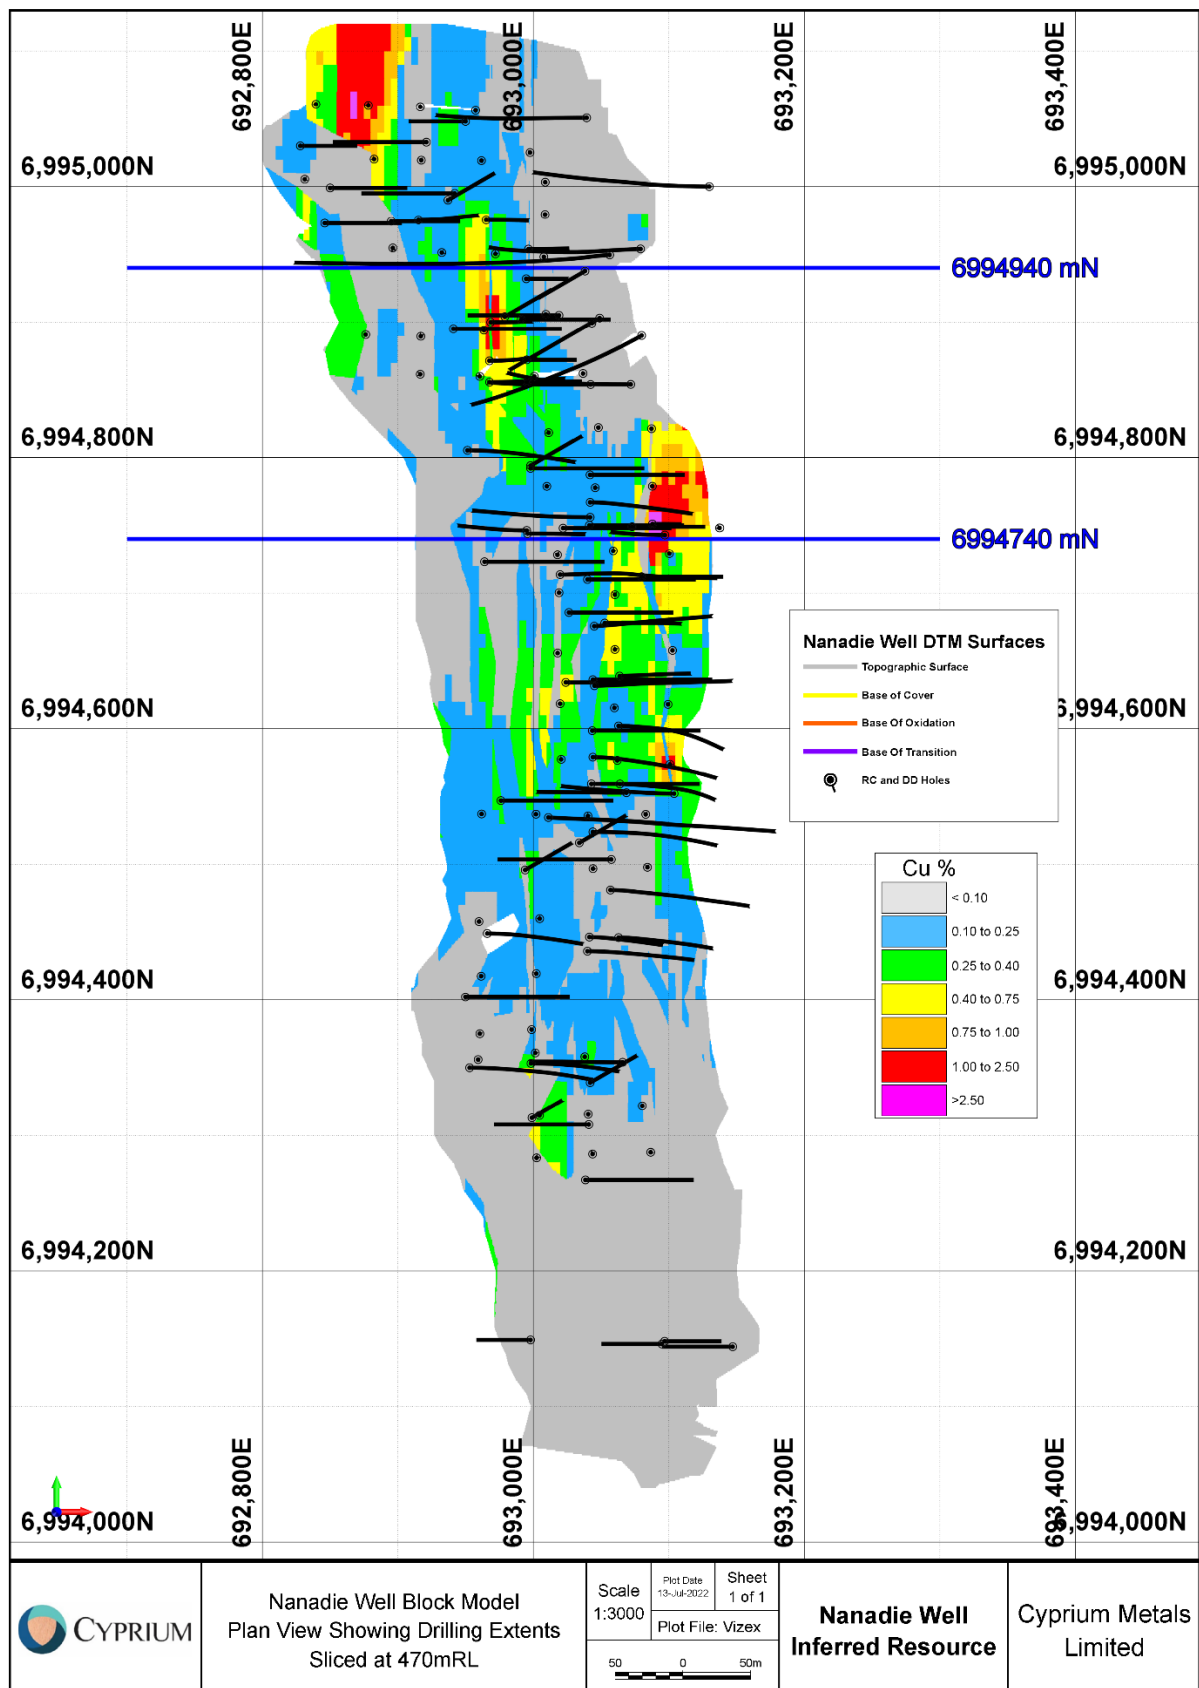 692,800E
693,000E
693,200E
693,400E
6,995,000N
6,995,000N
6994940 mN
6,994,800N
6,994,800N
6994740 mN
Nanadie Well DTM Surfaces
Topographic Surface
Base of Cover
Base Of Oxidation
Base Of Transition
RC and DD Holes
6,994,600N
6,994,600N
Cu %
< 0.10
0.10 to 0.25
0.25 to 0.40
0.40 to 0.75
0.75 to 1.00
1.00 to 2.50
>2.50
6,994,400N
6,994,400N
6,994,200N
6,994,200N
692,800E
693,000E
693,200E
693,400E
6,994,000N
6,994,000N
CYPRIUM
Nanadie Well Block Model
Plan View Showing Drilling Extents
Sliced at 470mRL
Scale
1:3000
Plot Date
13-Jul-2022
Sheet
1 of 1
Plot File: Vizex
50 0 50m
Nanadie Well
Inferred Resource
Cyprium Metals
Limited